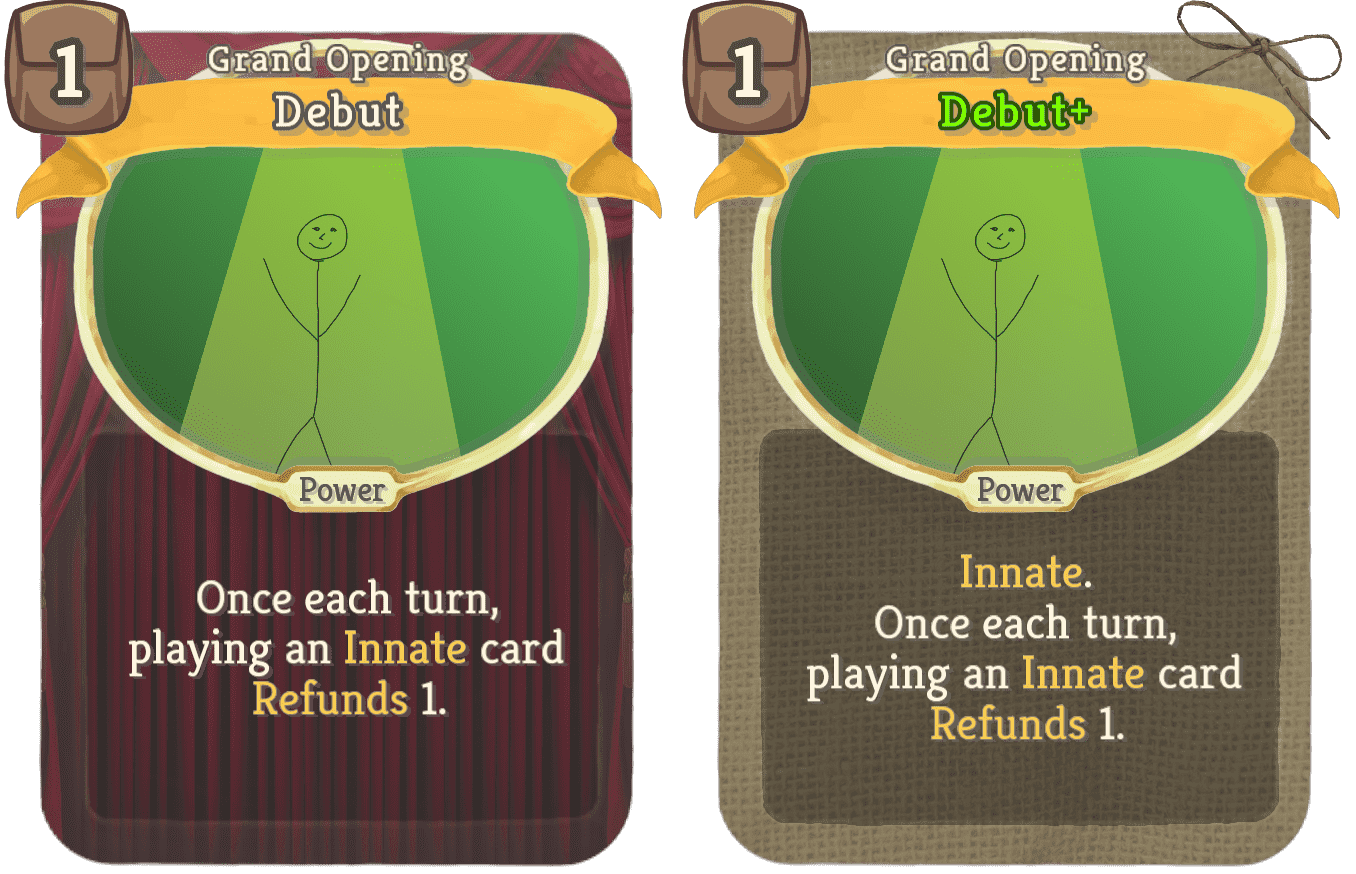 1
Grand Opening
Debut
Power
Once each turn,
playing an Innate card
Refunds 1.
1
Grand Opening
Debut+
Power
Innate.
Once each turn,
playing an Innate card
Refunds 1.